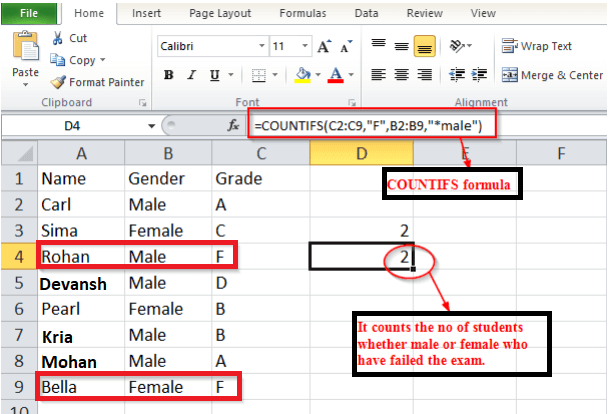 File Home Insert Page Layout Formulas Data Review View
Cut
Copy
Format Painter
Paste
Clipboard
Calibri 11 A A
B I U A
Font
Wrap Text
Merge & Center
Alignment
D4 fx =COUNTIFS(C2:C9,"F",B2:B9,"*male")
A B C D E F
1 Name Gender Grade
COUNTIFS formula
2 Carl Male A
3 Sima Female C 2
4 Rohan Male F 2
5 Devansh Male D
6 Pearl Female B
7 Kria Male B
8 Mohan Male A
9 Bella Female F
10
It counts the no of students
whether male or female who
have failed the exam.